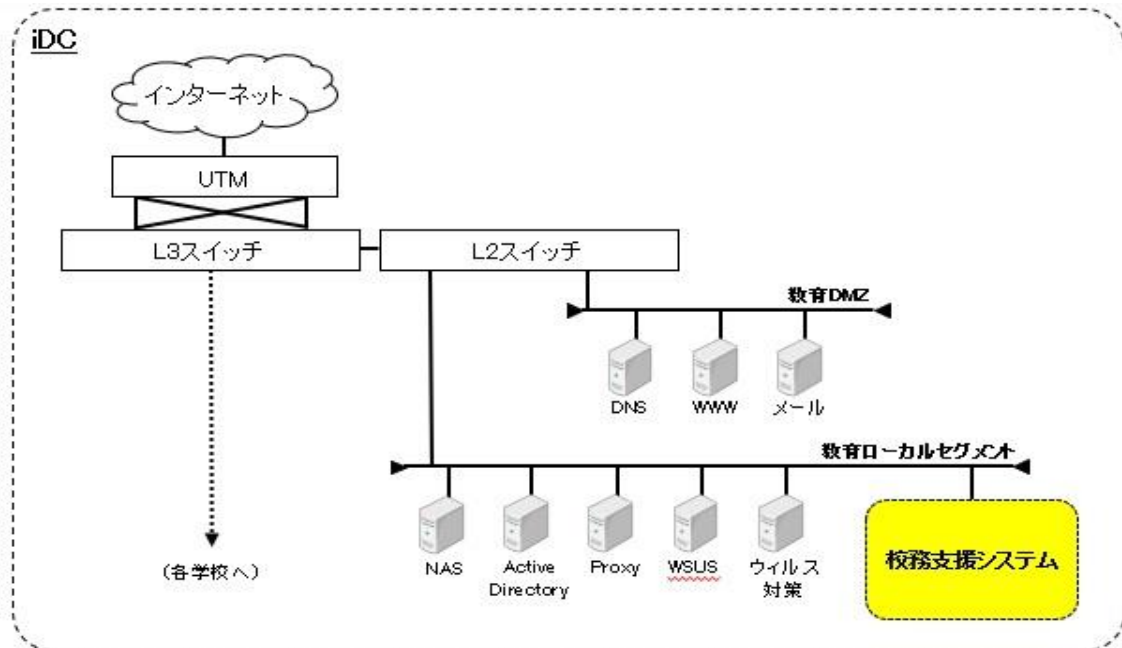 iDC
インターネット
UTM
L3スイッチ
L2スイッチ
教育DMZ
DNS
WWW
メール
教育ローカルセグメント
NAS
Active
Directory
Proxy
WSUS
ウィルス
対策
校務支援システム
(各学校へ)